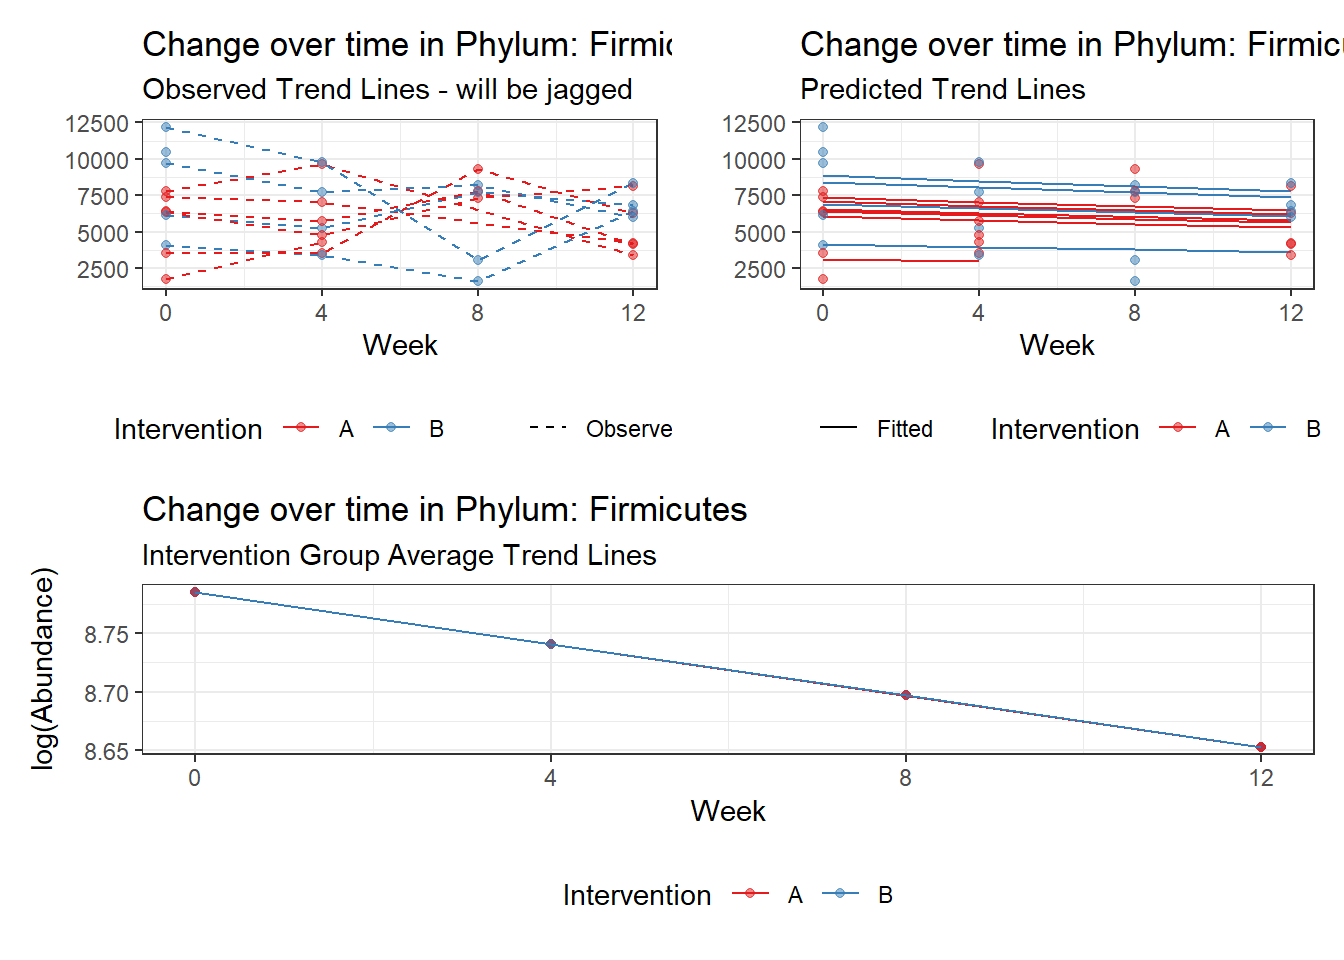 Change over time in Phylum: Firmic
Observed Trend Lines - will be jagged
12500
10000
7500
5000
2500
0 4 8 12
Week
Intervention A B Observe
Change over time in Phylum: Firmicu
Predicted Trend Lines
12500
10000
7500
5000
2500
0 4 8 12
Week
Fitted Intervention A B
Change over time in Phylum: Firmicutes
Intervention Group Average Trend Lines
log(Abundance)
8.75
8.70
8.65
0 4 8 12
Week
Intervention A B